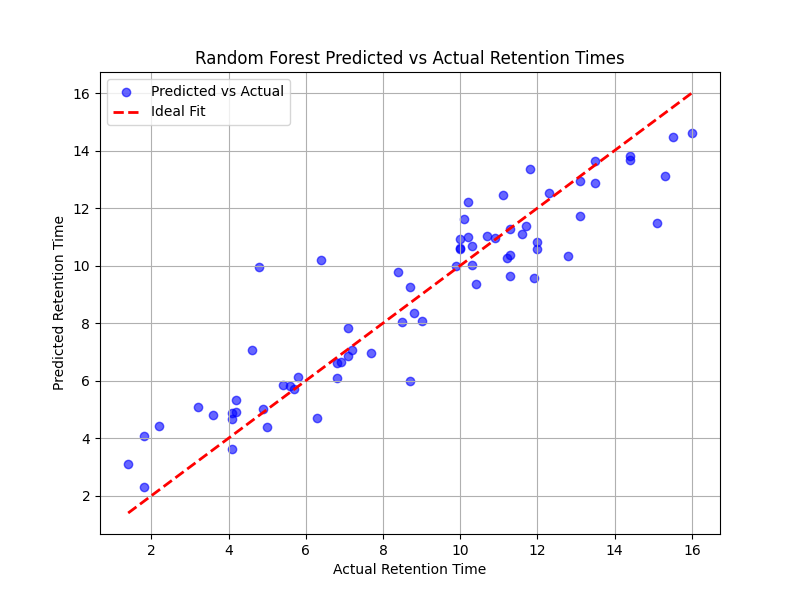 Random Forest Predicted vs Actual Retention Times
Predicted vs Actual
Ideal Fit
Predicted Retention Time
16
14
12
10
8
6
4
2
2 4 6 8 10 12 14 16
Actual Retention Time